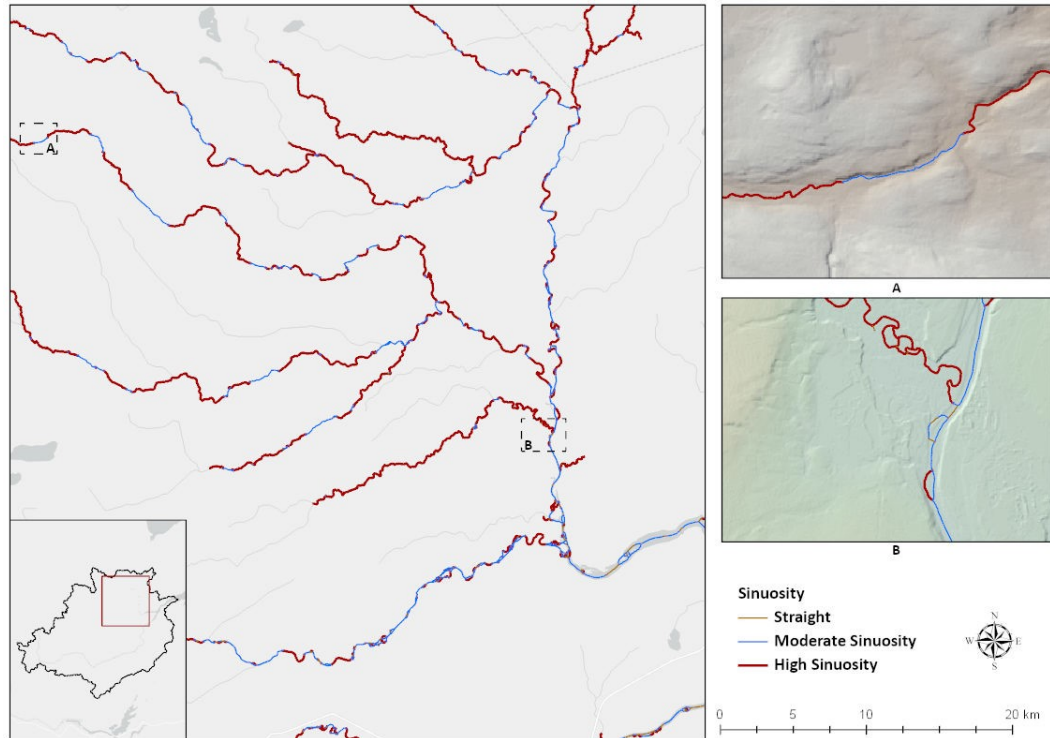 A
B
A
B
Sinuosity
Straight
Moderate Sinuosity
High Sinuosity
N
W E
S
0 5 10 20 km